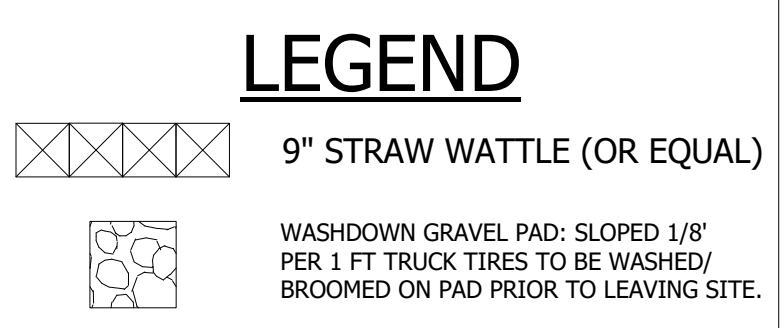 LEGEND
9" STRAW WATTLE (OR EQUAL)
WASHDOWN GRAVEL PAD: SLOPED 1/8'
PER 1 FT TRUCK TIRES TO BE WASHED/
BROOMED ON PAD PRIOR TO LEAVING SITE.